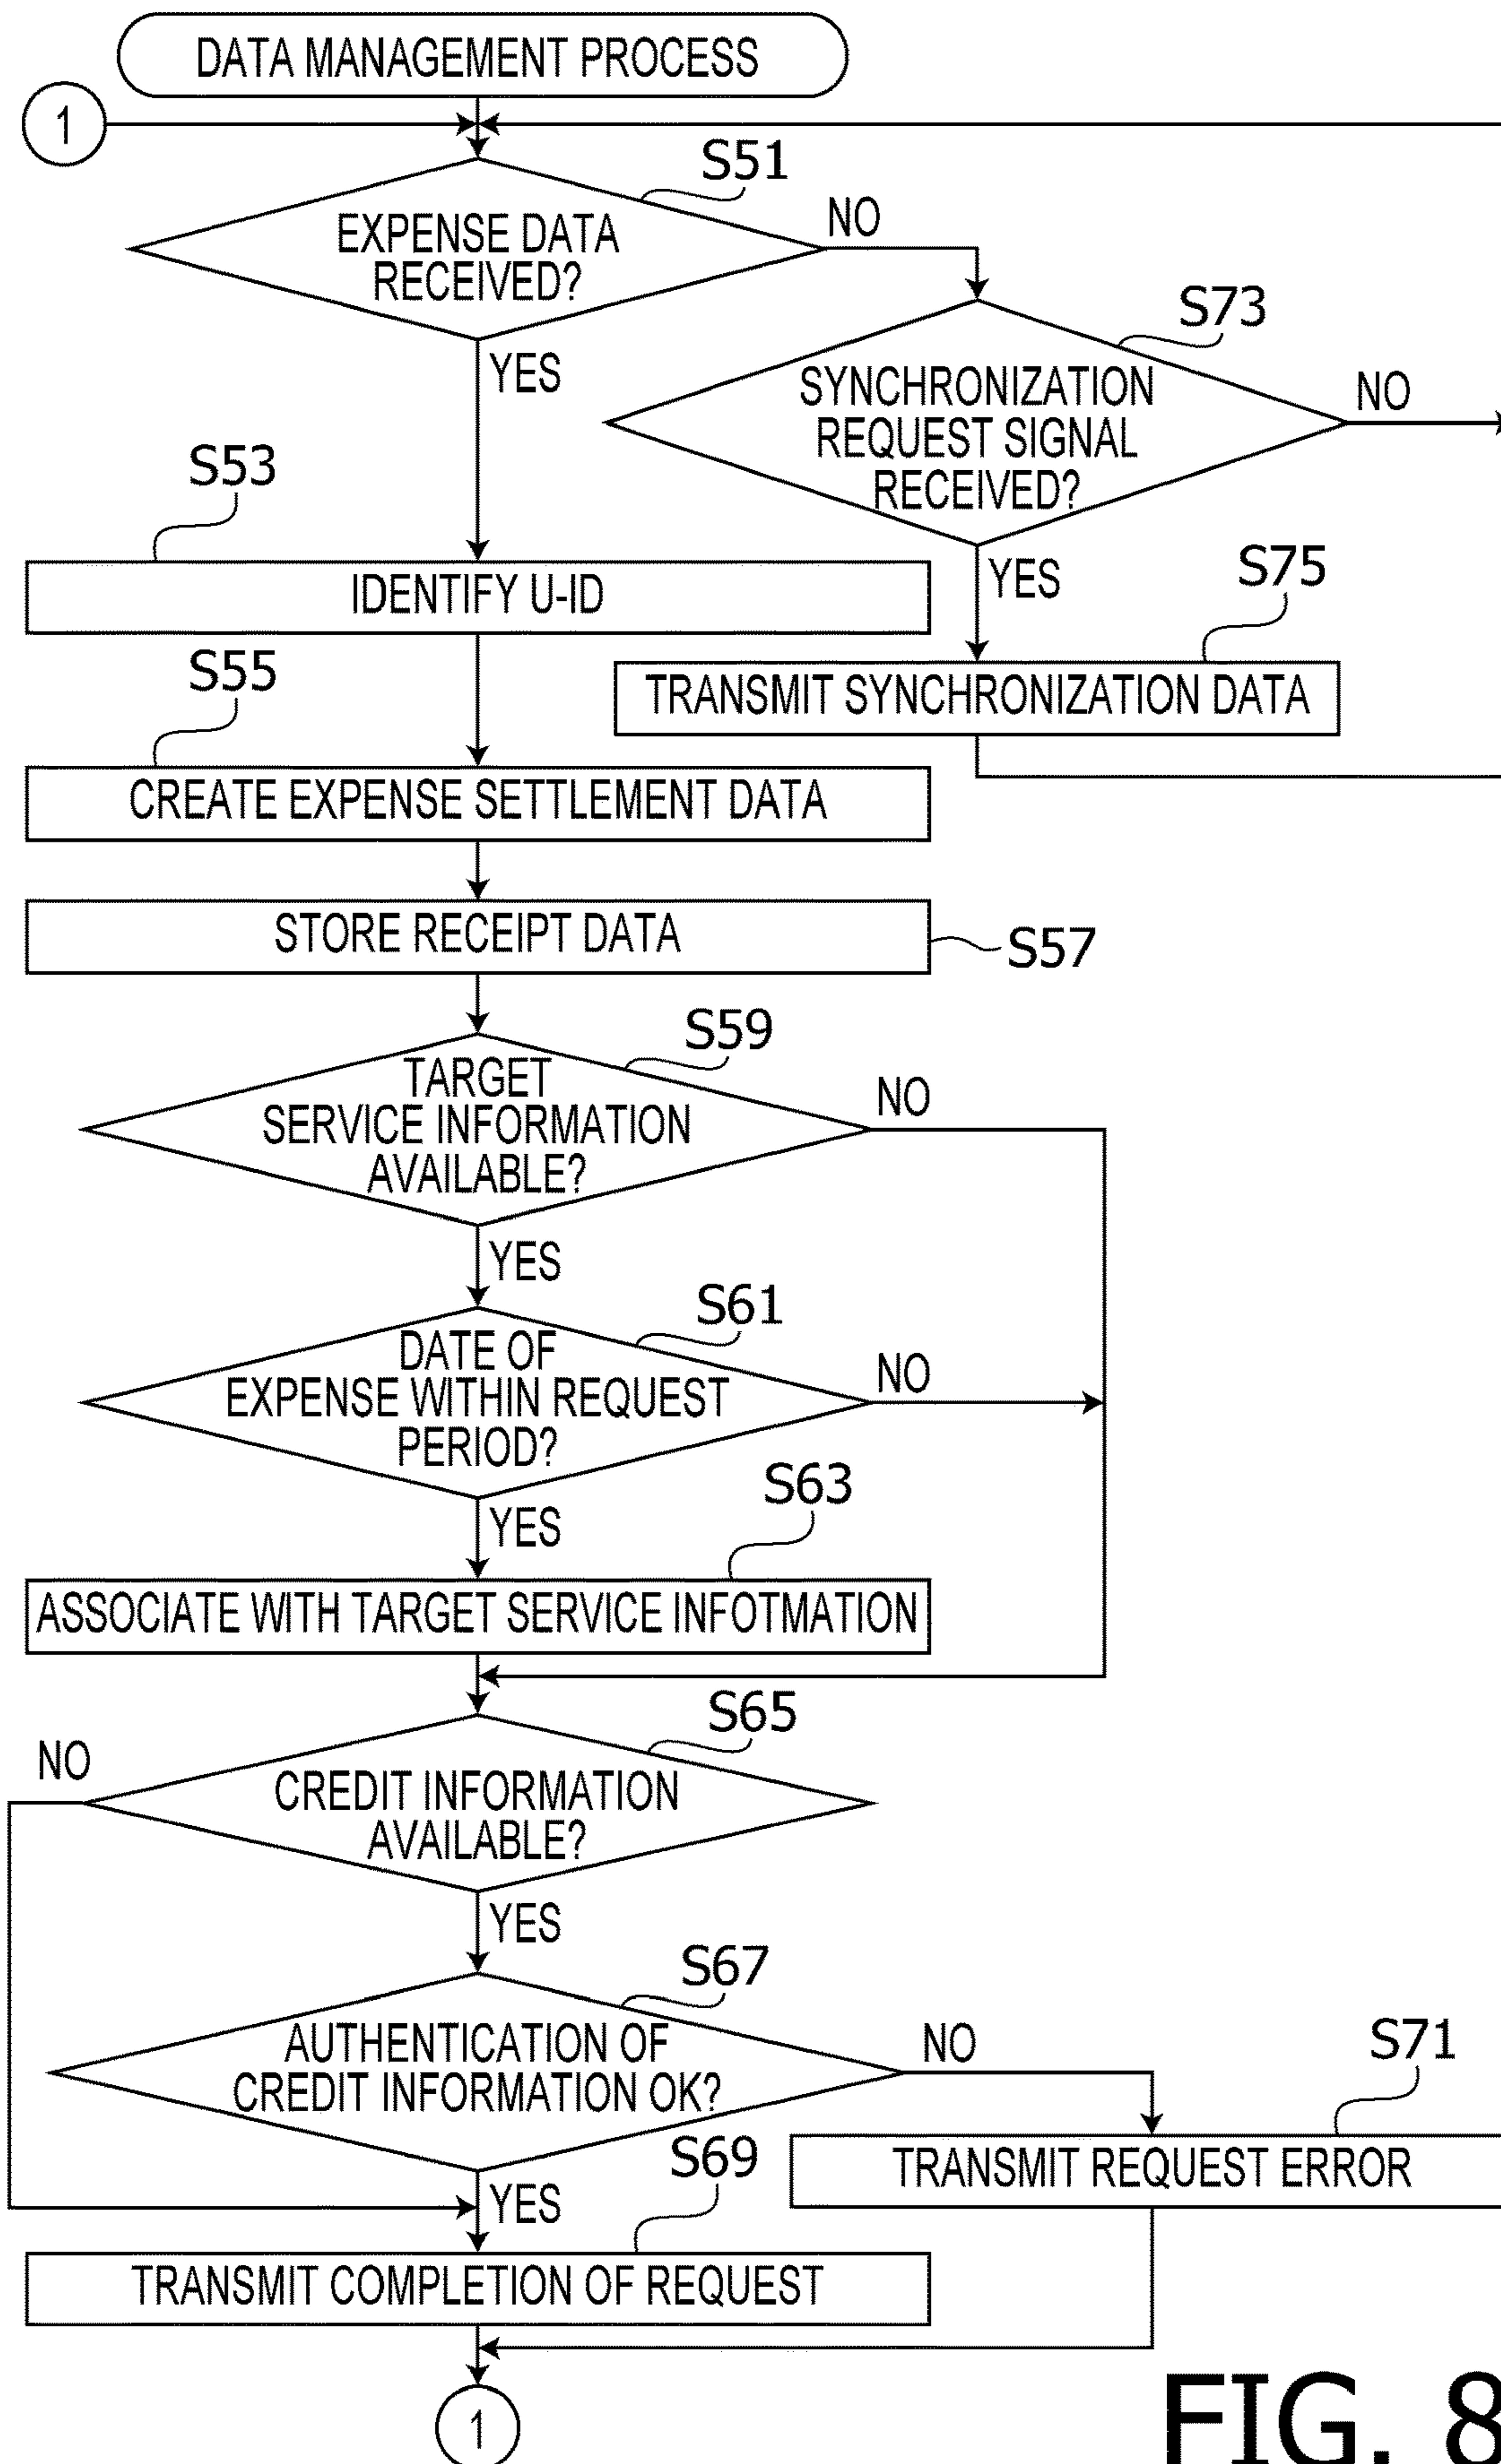 DATA MANAGEMENT PROCESS
1
S51
EXPENSE DATA
RECEIVED?
NO
YES
S73
SYNCHRONIZATION
REQUEST SIGNAL
RECEIVED?
NO
YES
S53
IDENTIFY U-ID
S75
TRANSMIT SYNCHRONIZATION DATA
S55
CREATE EXPENSE SETTLEMENT DATA
STORE RECEIPT DATA
S57
S59
TARGET
SERVICE INFORMATION
AVAILABLE?
NO
YES
S61
DATE OF
EXPENSE WITHIN REQUEST
PERIOD?
NO
YES
S63
ASSOCIATE WITH TARGET SERVICE INFOTMATION
S65
NO
CREDIT INFORMATION
AVAILABLE?
YES
S67
AUTHENTICATION OF
CREDIT INFORMATION OK?
NO
YES
S71
TRANSMIT REQUEST ERROR
S69
TRANSMIT COMPLETION OF REQUEST
1
FIG. 8